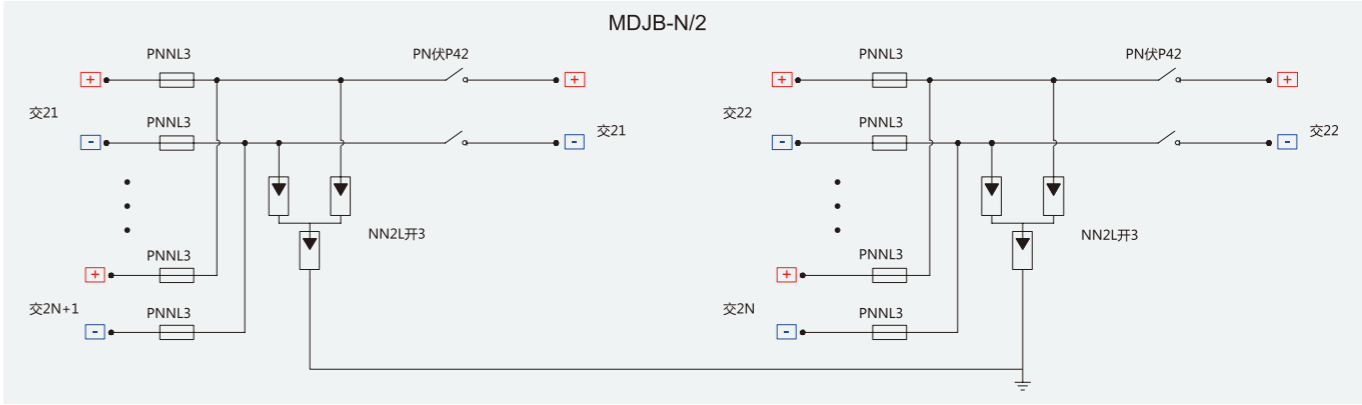 MDJB-N/2
PNNL3
PN伏P42
PNNL3
PN伏P42
+
+
+
+
交21
PNNL3
交22
PNNL3
-
-
交21
-
-
交22
NN2L开3
NN2L开3
PNNL3
PNNL3
+
+
交2N+1
PNNL3
交2N
PNNL3
-
-